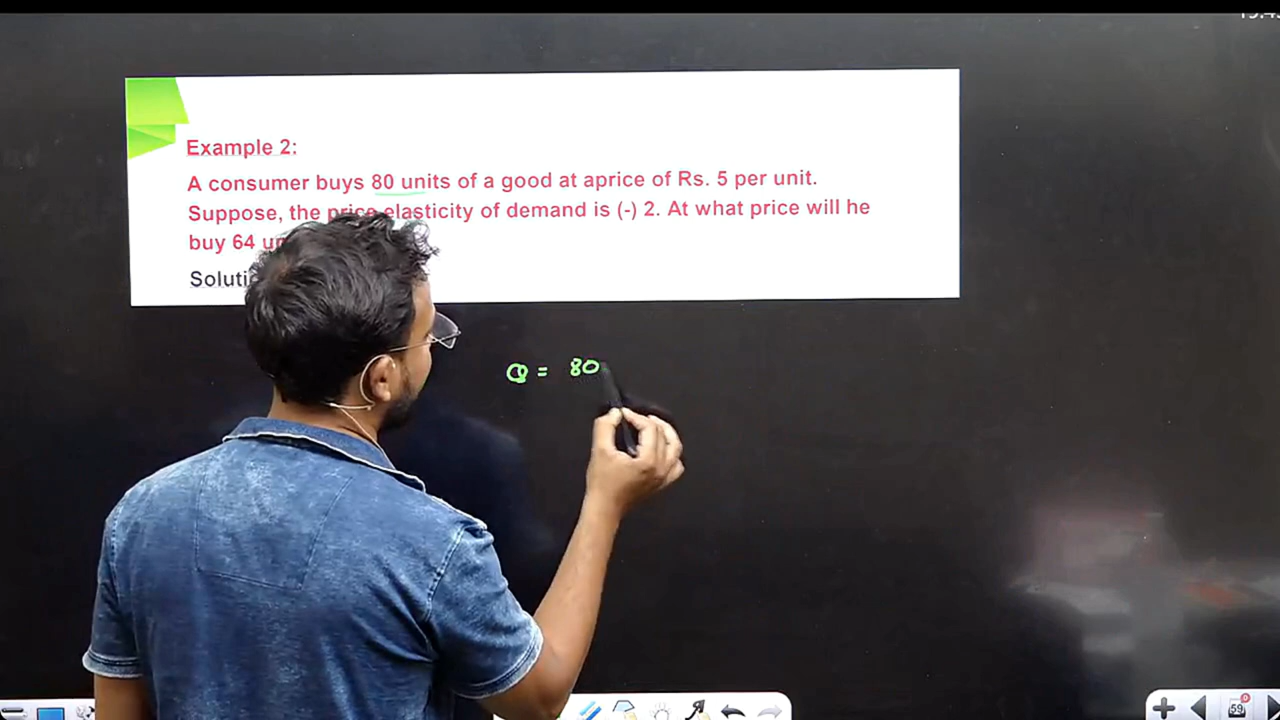 Example 2:
A consumer buys 80 units of a good at aprice of Rs. 5 per unit.
Suppose, the price elasticity of demand is (-) 2. At what price will he
buy 64
Q = 80
59